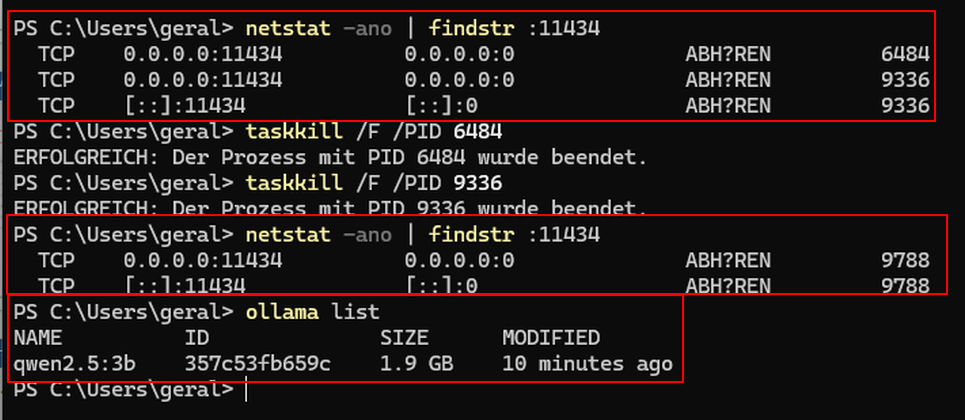 PS C:\Users\geral> netstat -ano | findstr :11434
TCP 0.0.0.0:11434 0.0.0.0:0 ABH?REN 6484
TCP 0.0.0.0:11434 0.0.0.0:0 ABH?REN 9336
TCP [::]:11434 [::]:0 ABH?REN 9336
PS C:\Users\geral> taskkill /F /PID 6484
ERFOLGREICH: Der Prozess mit PID 6484 wurde beendet.
PS C:\Users\geral> taskkill /F /PID 9336
ERFOLGREICH: Der Prozess mit PID 9336 wurde beendet.
PS C:\Users\geral> netstat -ano | findstr :11434
TCP 0.0.0.0:11434 0.0.0.0:0 ABH?REN 9788
TCP [::]:11434 [::]:0 ABH?REN 9788
PS C:\Users\geral> ollama list
NAME ID SIZE MODIFIED
qwen2.5:3b 357c53fb659c 1.9 GB 10 minutes ago
PS C:\Users\geral>